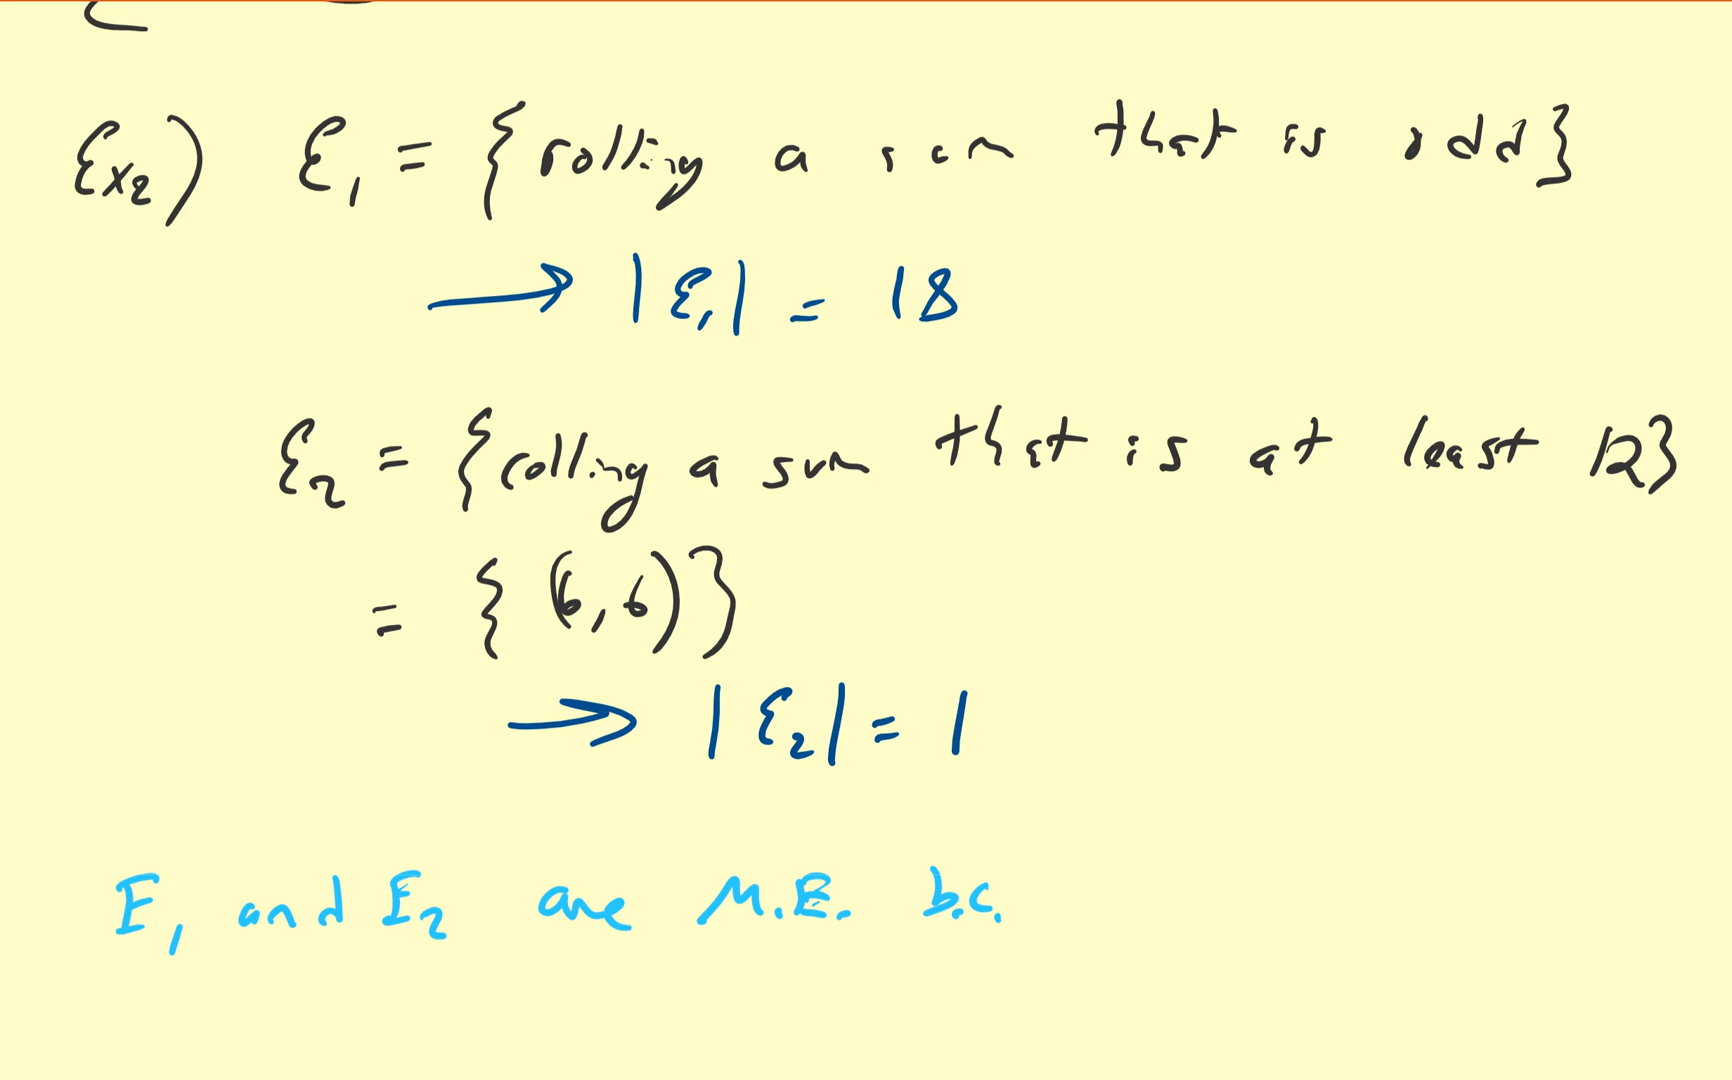 Ex2) E₁ = {rolling a sum that is odd}
→ |E₁| = 18
E₂ = {rolling a sum that is at least 12}
= {(6,6)}
→ |E₂| = 1
E₁ and E₂ are M.E. b.c.